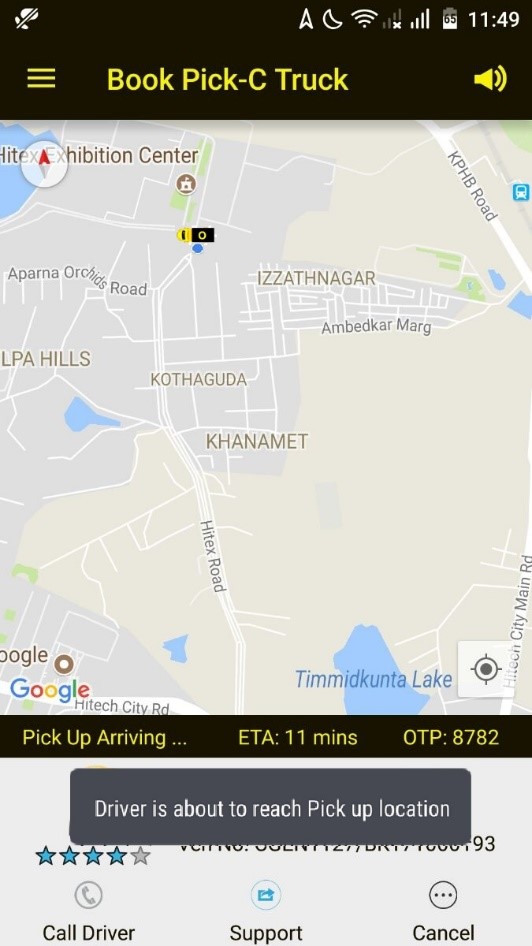 65 11:49
Book Pick-C Truck
Hitex Exhibition Center
KPHB Road
Aparna Orchids Road
IZZATHNAGAR
Ambedkar Marg
LPA HILLS
KOTHAGUDA
KHANAMET
Hitex Road
Hitech City Main Rd
oogle
Timmidkunta Lake
Google
Hitech City Rd
Pick Up Arriving ... ETA: 11 mins OTP: 8782
Driver is about to reach Pick up location
Call Driver Support Cancel